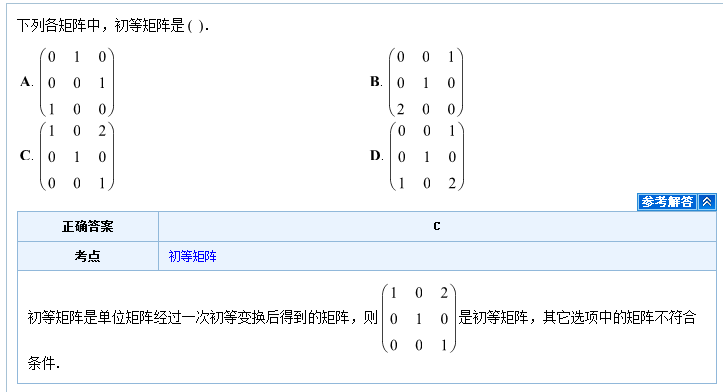 下列各矩阵中，初等矩阵是 ( ).
A. (0 1 0
0 0 1
1 0 0)
B. (0 0 1
0 1 0
2 0 0)
C. (1 0 2
0 1 0
0 0 1)
D. (0 0 1
0 1 0
1 0 2)
参考解答
正确答案 C
考点 初等矩阵
初等矩阵是单位矩阵经过一次初等变换后得到的矩阵，则 (1 0 2
0 1 0
0 0 1) 是初等矩阵，其它选项中的矩阵不符合
条件.